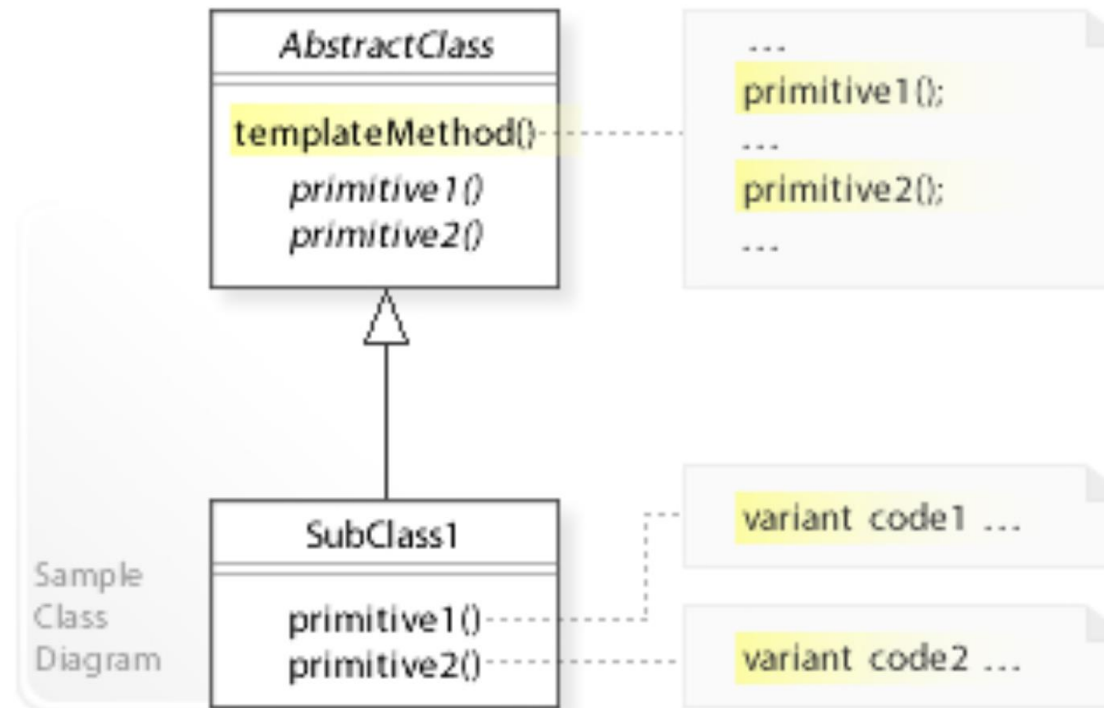 AbstractClass
templateMethod()
primitive1()
primitive2()
...
primitive1();
...
primitive2();
...
SubClass1
primitive1()
primitive2()
variant code1 ...
variant code2 ...
Sample
Class
Diagram